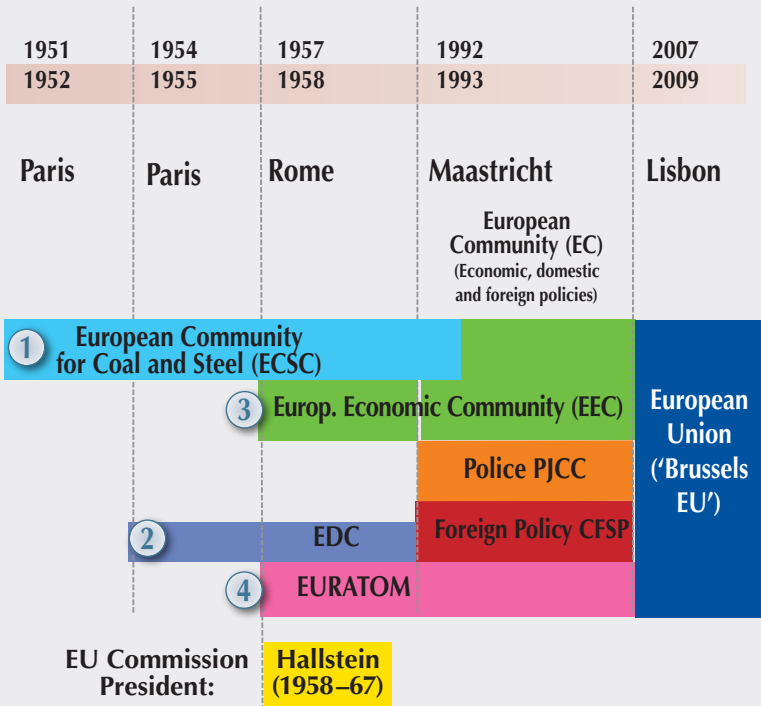 1951 1954 1957 1992 2007
1952 1955 1958 1993 2009
Paris Paris Rome Maastricht Lisbon
European
Community (EC)
(Economic, domestic
and foreign policies)
1 European Community
for Coal and Steel (ECSC)
3 Europ. Economic Community (EEC)
European
Union
('Brussels
EU')
Police PJCC
2 EDC Foreign Policy CFSP
4 EURATOM
EU Commission
President:
Hallstein
(1958–67)